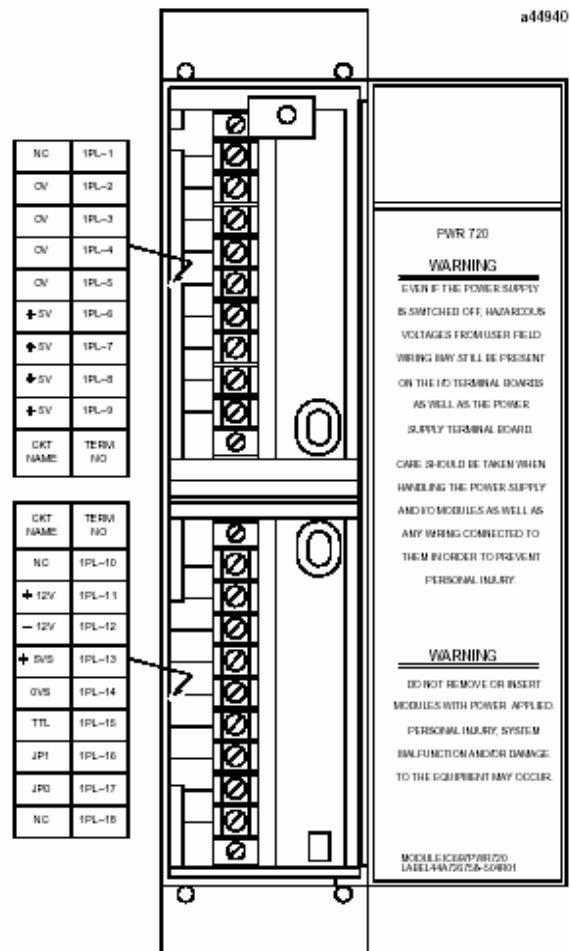 a44940
NC 1PL–1
OV 1PL–2
OV 1PL–3
OV 1PL–4
OV 1PL–5
+5V 1PL–6
+5V 1PL–7
+5V 1PL–8
+5V 1PL–9
CKT NAME TERM NO
CKT NAME TERM NO
NC 1PL–10
+12V 1PL–11
–12V 1PL–12
+5VS 1PL–13
0VS 1PL–14
TTL 1PL–15
JP1 1PL–16
JP0 1PL–17
NC 1PL–18
PWR 720
WARNING
EVEN IF THE POWER SUPPLY
IS SWITCHED OFF, HAZARDOUS
VOLTAGES FROM USER FIELD
WIRING MAY STILL BE PRESENT
ON THE I/O TERMINAL BOARDS
AS WELL AS THE POWER
SUPPLY TERMINAL BOARD.
CARE SHOULD BE TAKEN WHEN
HANDLING THE POWER SUPPLY
AND I/O MODULES AS WELL AS
ANY WIRING CONNECTED TO
THEM IN ORDER TO PREVENT
PERSONAL INJURY.
WARNING
DO NOT REMOVE OR INSERT
MODULES WITH POWER APPLIED.
PERSONAL INJURY, SYSTEM
MALFUNCTION AND/OR DAMAGE
TO THE EQUIPMENT MAY OCCUR.
MODULE IC697PWR720